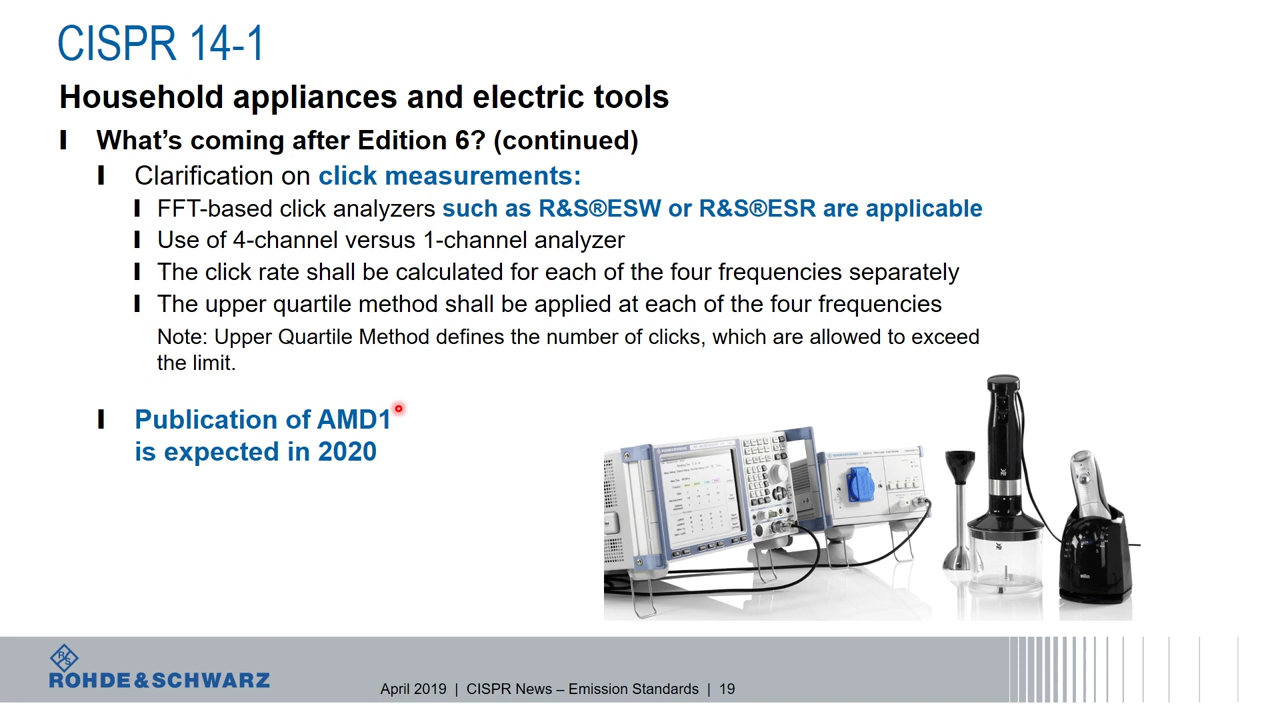 CISPR 14-1
Household appliances and electric tools
What’s coming after Edition 6? (continued)
Clarification on click measurements:
FFT-based click analyzers such as R&S®ESW or R&S®ESR are applicable
Use of 4-channel versus 1-channel analyzer
The click rate shall be calculated for each of the four frequencies separately
The upper quartile method shall be applied at each of the four frequencies
Note: Upper Quartile Method defines the number of clicks, which are allowed to exceed
the limit.
Publication of AMD1
is expected in 2020
R&S
ROHDE&SCHWARZ
April 2019 | CISPR News – Emission Standards | 19